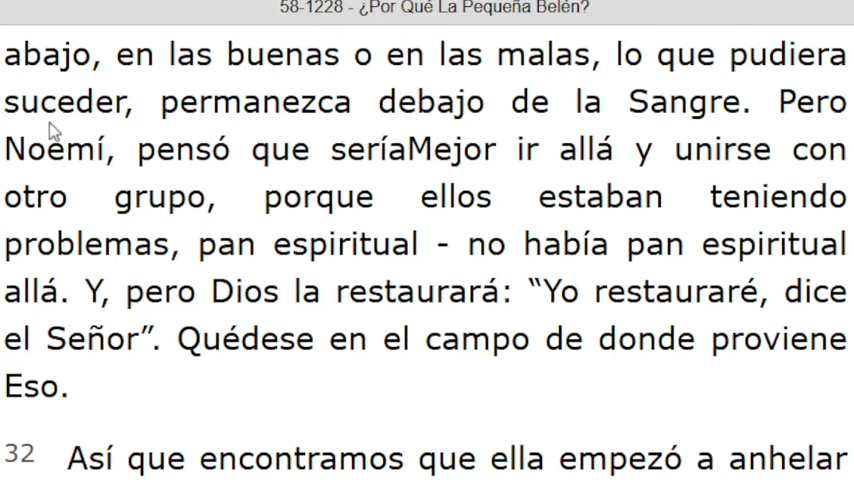 58-1228 - ¿Por Qué La Pequeña Belén?
abajo, en las buenas o en las malas, lo que pudiera
suceder, permanezca debajo de la Sangre. Pero
Noemí, pensó que seríaMejor ir allá y unirse con
otro grupo, porque ellos estaban teniendo
problemas, pan espiritual - no había pan espiritual
allá. Y, pero Dios la restaurará: “Yo restauraré, dice
el Señor”. Quédese en el campo de donde proviene
Eso.
32 Así que encontramos que ella empezó a anhelar